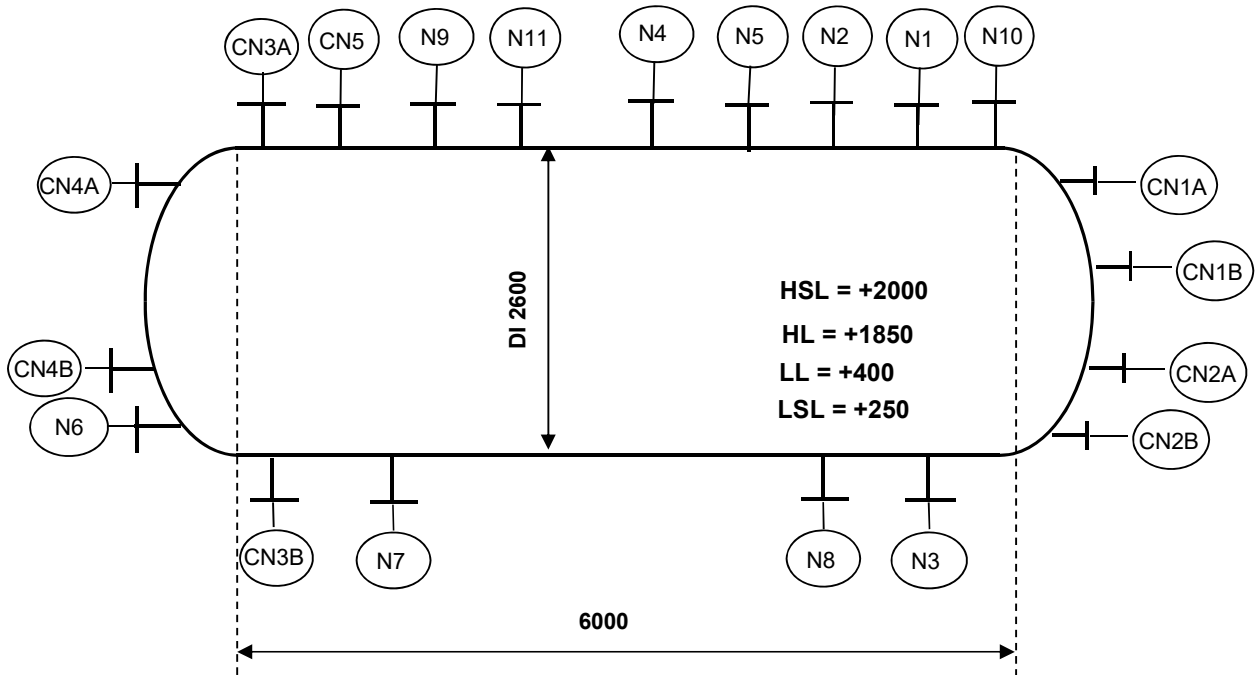 CN3A
CN5
N9
N11
N4
N5
N2
N1
N10
CN4A
CN1A
CN1B
DI 2600
HSL = +2000
HL = +1850
LL = +400
LSL = +250
CN4B
CN2A
N6
CN2B
CN3B
N7
N8
N3
6000